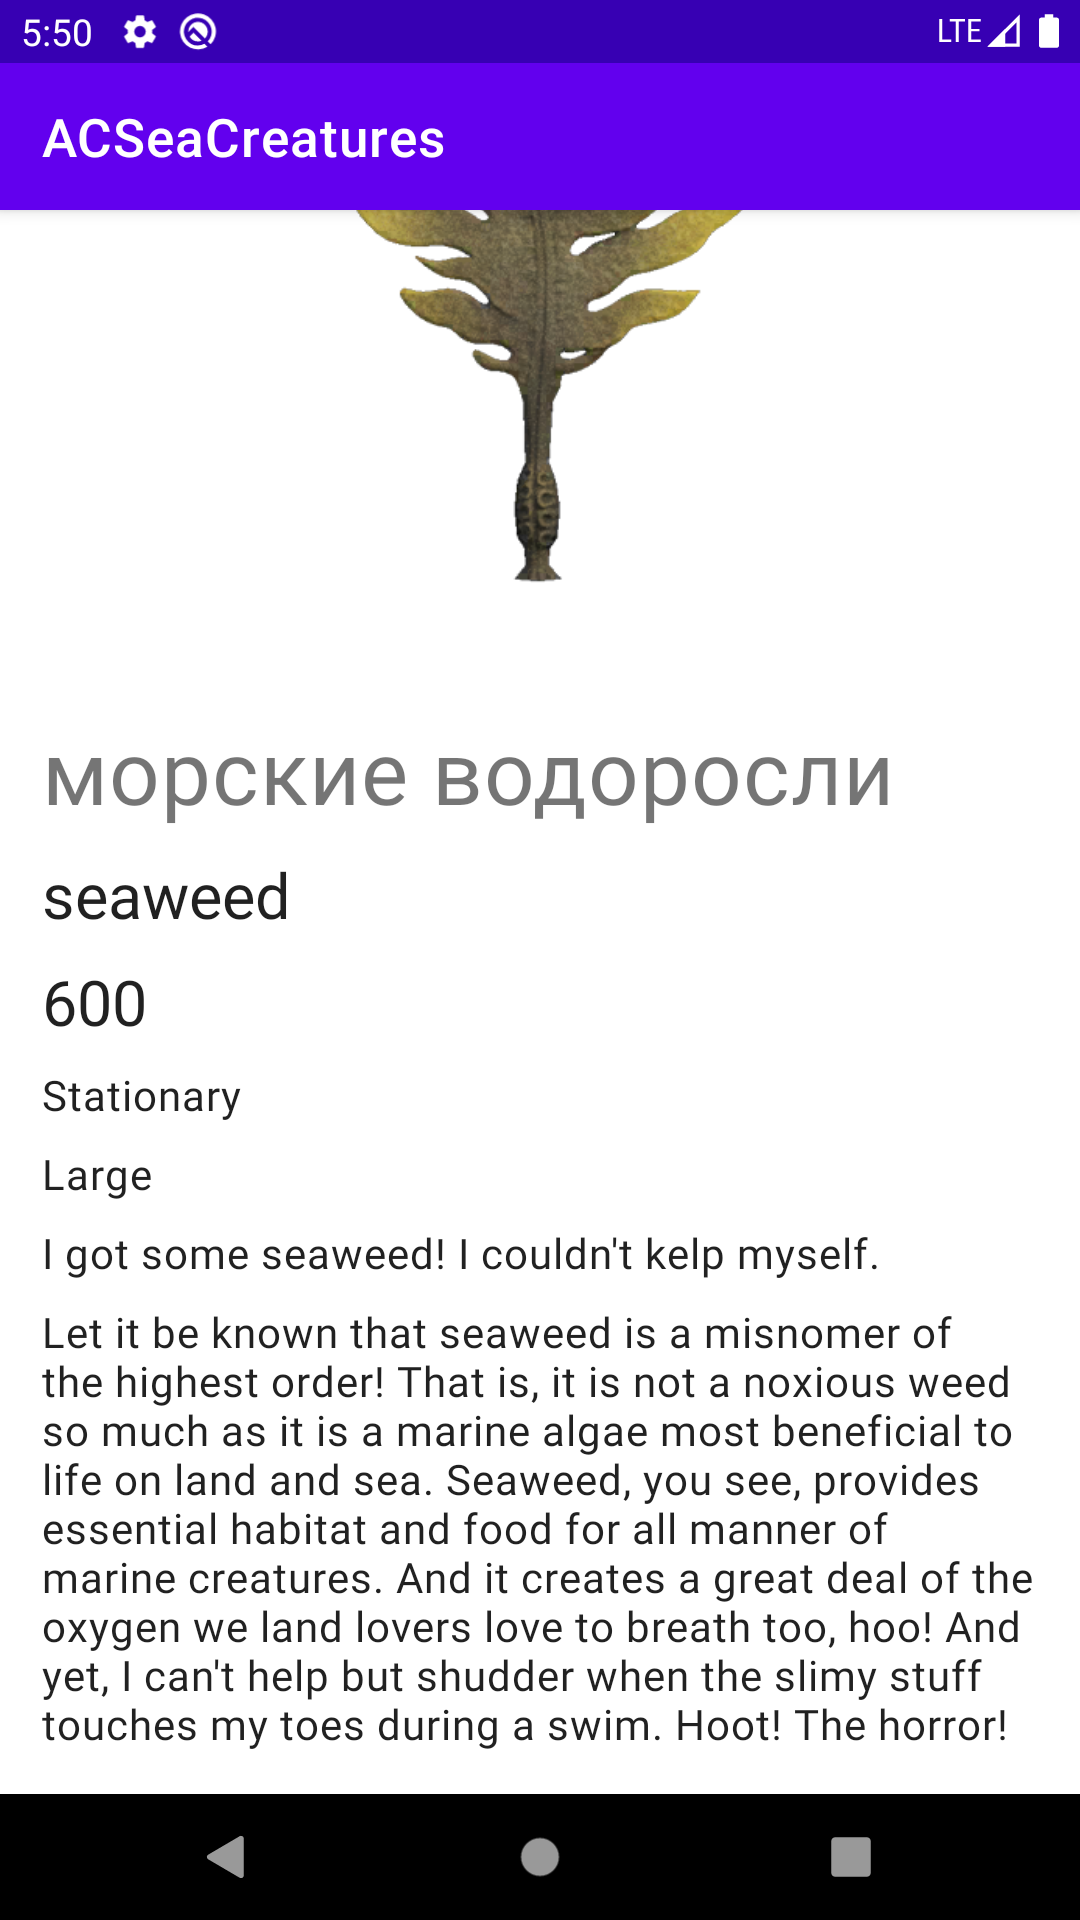 5:50
LTE
ACSeaCreatures
морские водоросли
seaweed
600
Stationary
Large
I got some seaweed! I couldn't kelp myself.
Let it be known that seaweed is a misnomer of
the highest order! That is, it is not a noxious weed
so much as it is a marine algae most beneficial to
life on land and sea. Seaweed, you see, provides
essential habitat and food for all manner of
marine creatures. And it creates a great deal of the
oxygen we land lovers love to breath too, hoo! And
yet, I can't help but shudder when the slimy stuff
touches my toes during a swim. Hoot! The horror!